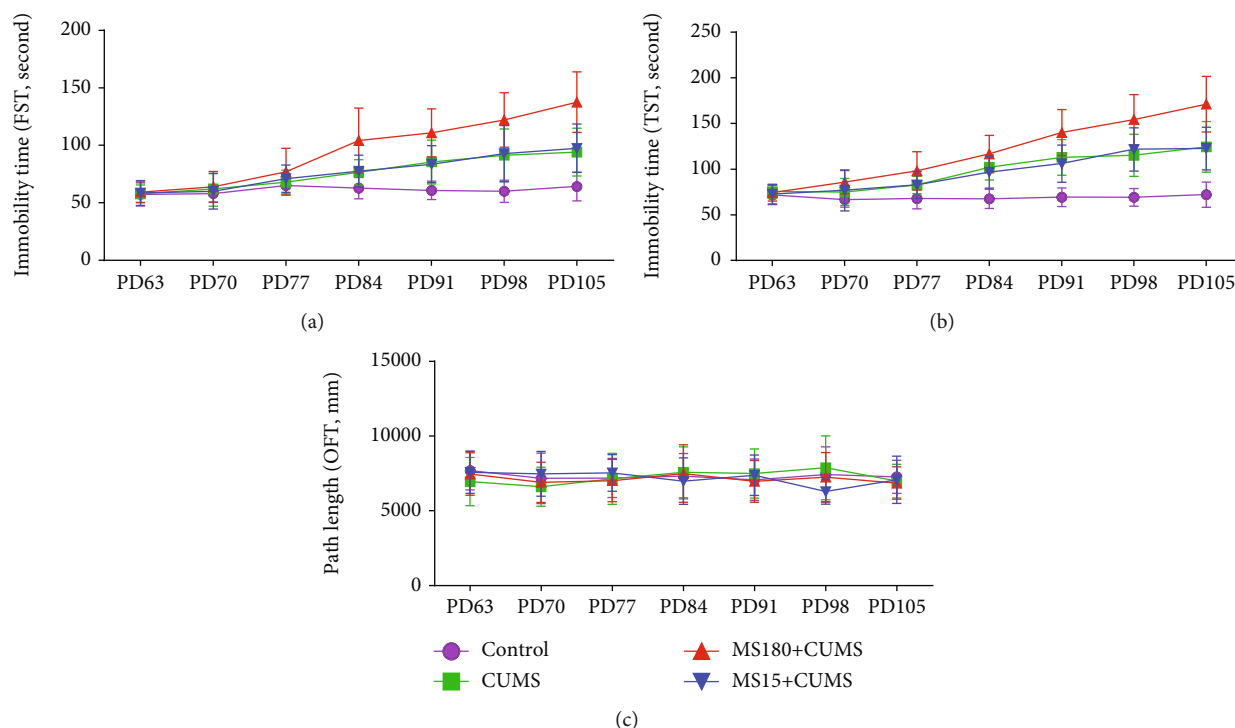 Immobility time (FST, second)
200
150
100
50
0
PD63 PD70 PD77 PD84 PD91 PD98 PD105
(a)
Immobility time (TST, second)
250
200
150
100
50
0
PD63 PD70 PD77 PD84 PD91 PD98 PD105
(b)
Path length (OFT, mm)
15000
10000
5000
0
PD63 PD70 PD77 PD84 PD91 PD98 PD105
Control MS180+CUMS
CUMS MS15+CUMS
(c)